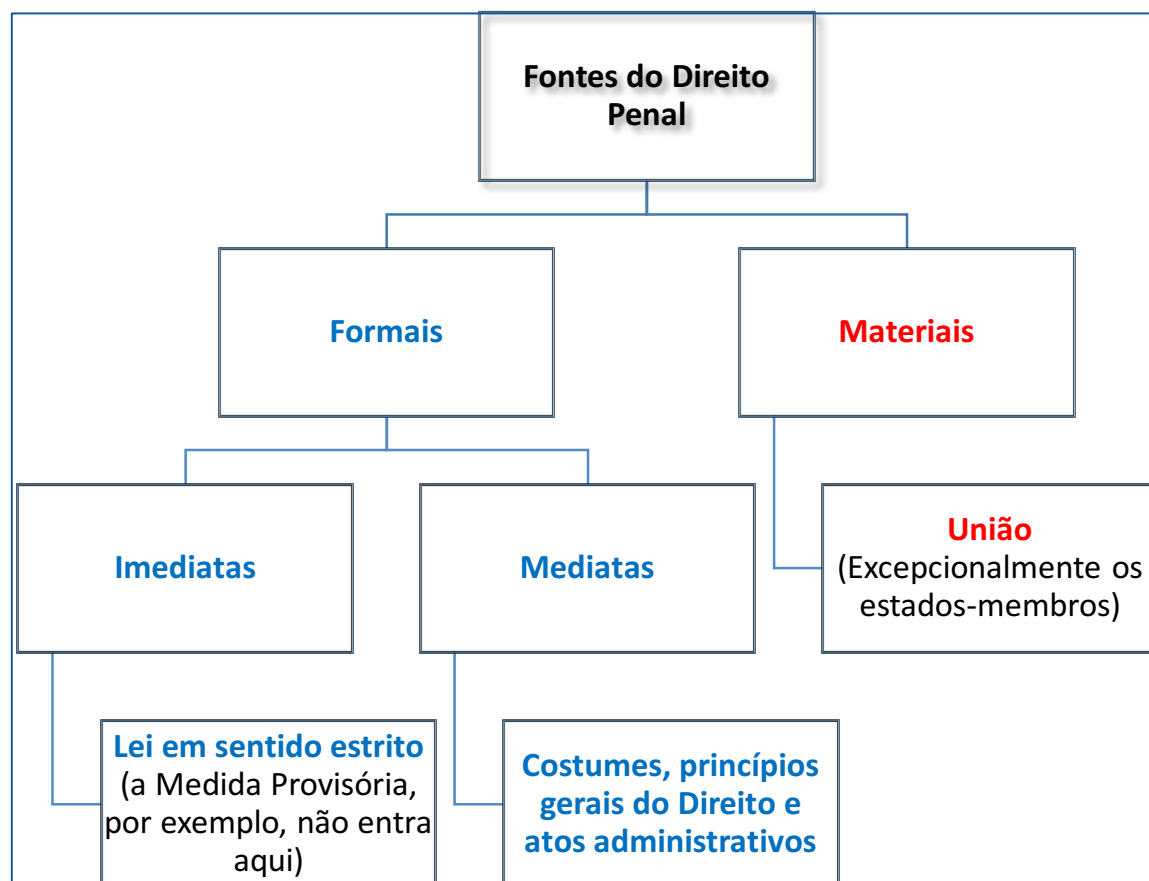 Fontes do Direito
Penal
Formais
Materiais
Imediatas
Mediatas
União
(Excepcionalmente os
estados-membros)
Lei em sentido estrito
(a Medida Provisória,
por exemplo, não entra
aqui)
Costumes, princípios
gerais do Direito e
atos administrativos